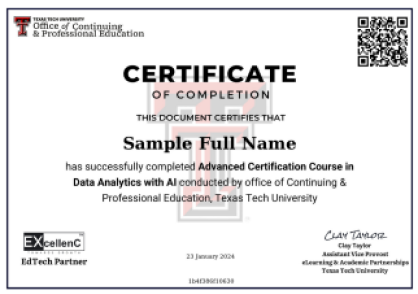 TEXAS TECH UNIVERSITY
Office of Continuing
& Professional Education
CERTIFICATE
OF COMPLETION
THIS DOCUMENT CERTIFIES THAT
Sample Full Name
has successfully completed Advanced Certification Course in
Data Analytics with AI conducted by office of Continuing &
Professional Education, Texas Tech University
EXcellenC
EdTech Partner
23 January 2024
CLAY TAYLOR
Clay Taylor
Assistant Vice Provost
eLearning & Academic Partnerships
Texas Tech University